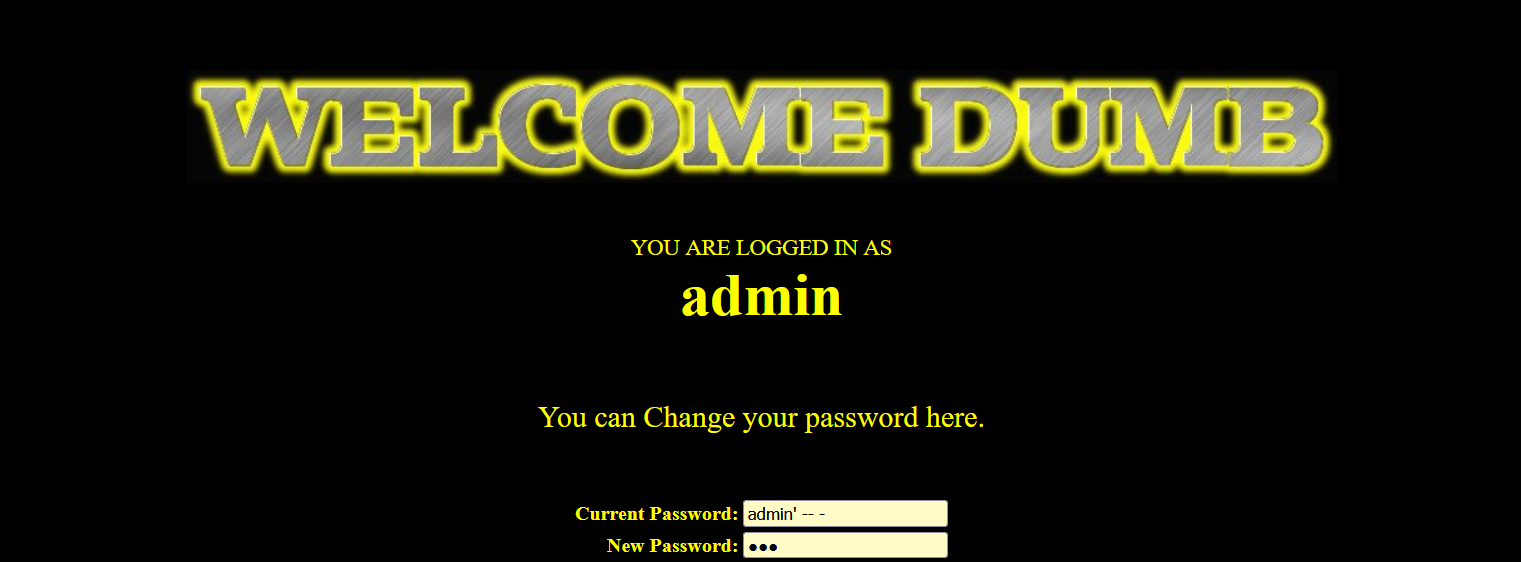 WELCOME DUMB
YOU ARE LOGGED IN AS
admin
You can Change your password here.
Current Password: admin' -- -
New Password: ●●●